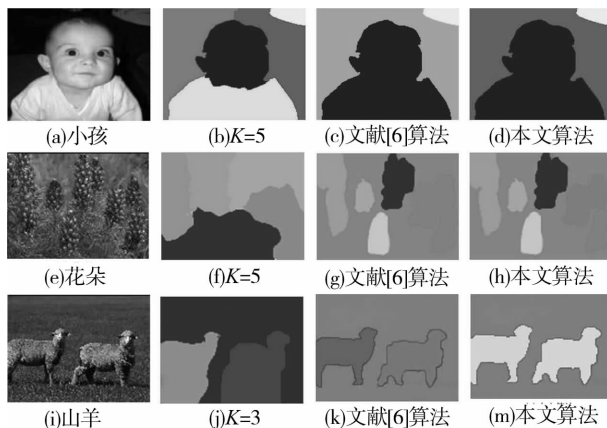 (a)小孩 (b)K=5 (c)文献[6]算法 (d)本文算法
(e)花朵 (f)K=5 (g)文献[6]算法 (h)本文算法
(i)山羊 (j)K=3 (k)文献[6]算法 (m)本文算法